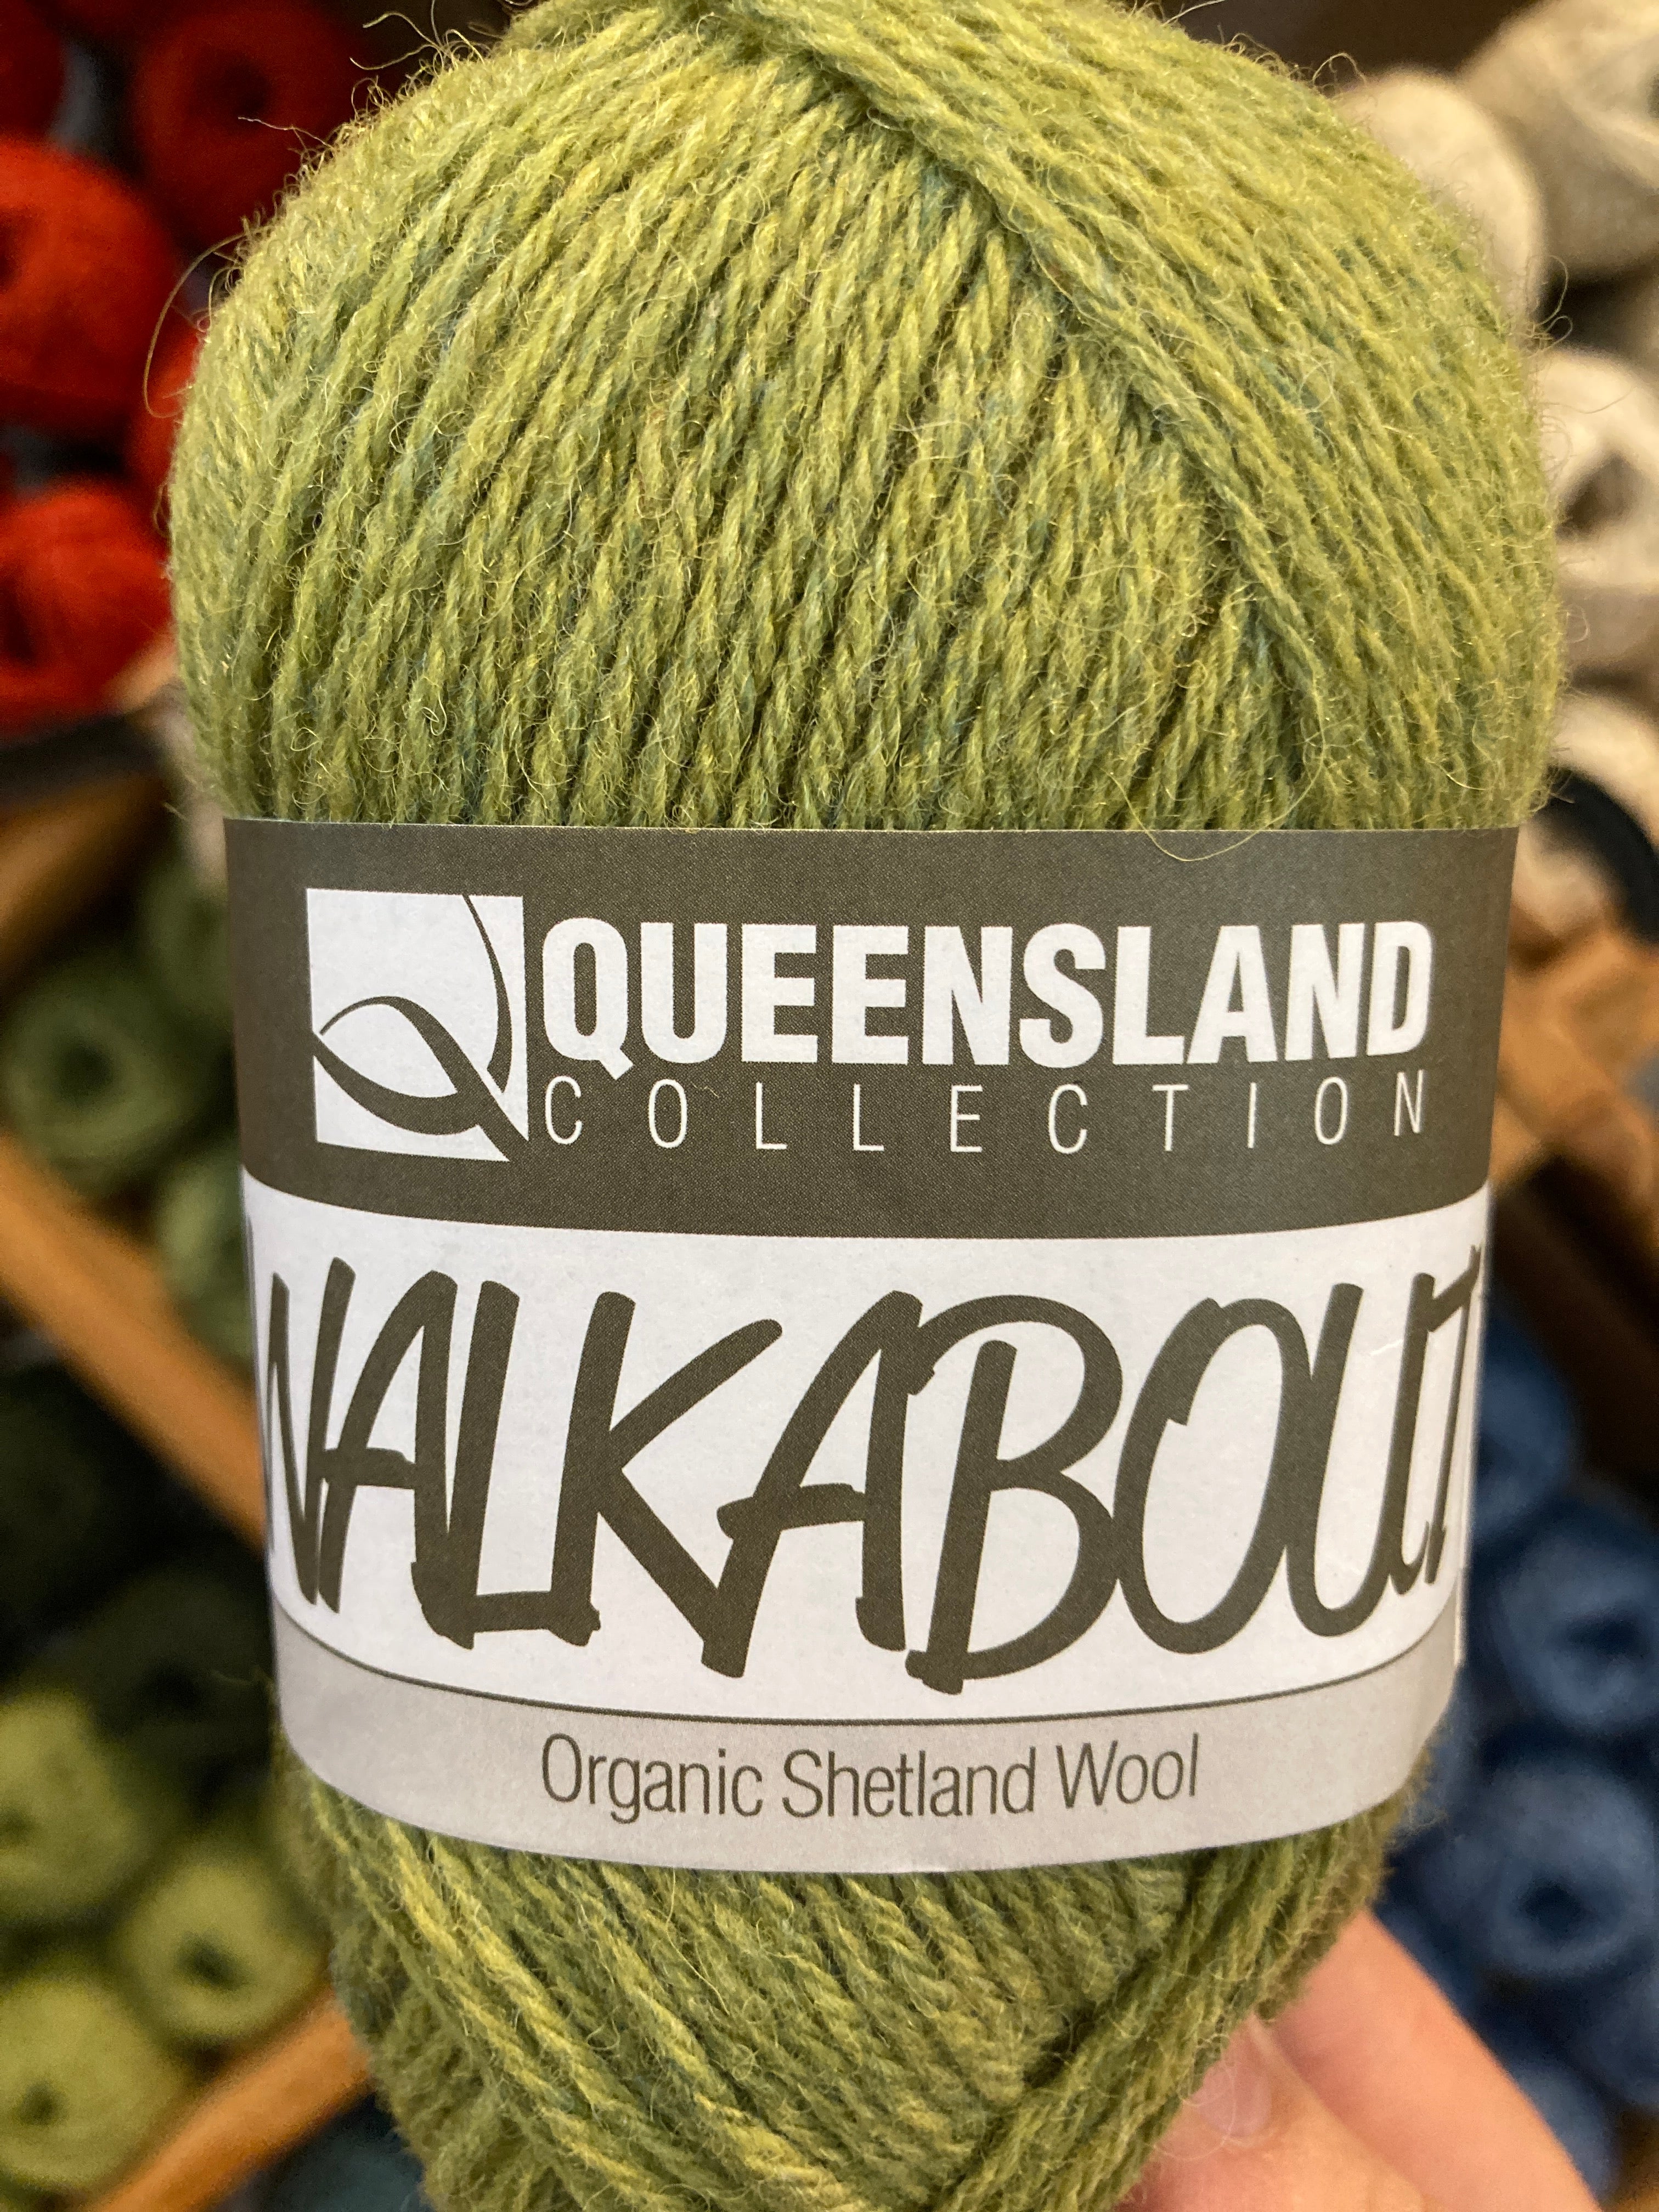 QUEENSLAND
COLLECTION
WALKABOUT
Organic Shetland Wool